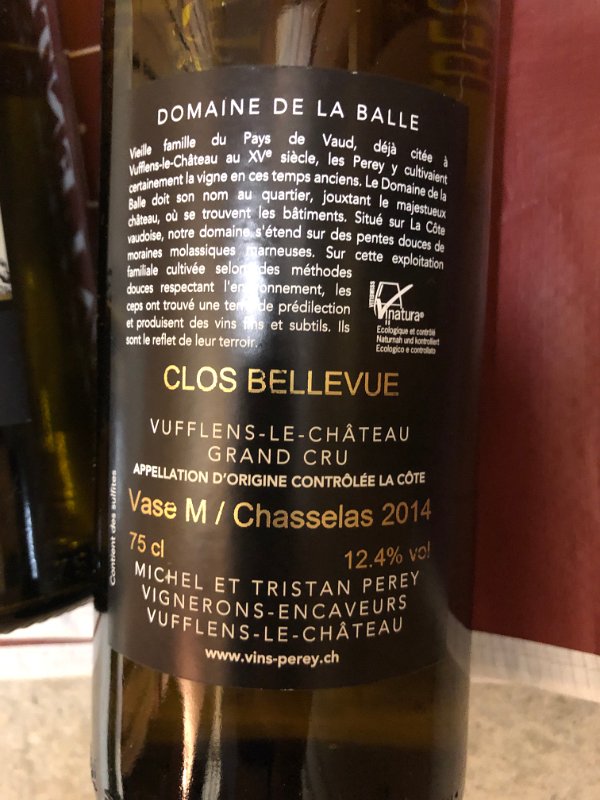 DOMAINE DE LA BALLE
Vieille famille du Pays de Vaud, déjà citée à
Vufflens-le-Château au XVe siècle, les Perey y cultivaient
certainement la vigne en ces temps anciens. Le Domaine de la
Balle doit son nom au quartier, jouxtant le majestueux
château, où se trouvent les bâtiments. Situé sur La Côte
vaudoise, notre domaine s'étend sur des pentes douces de
moraines molassiques marneuses. Sur cette exploitation
familiale cultivée selon des méthodes
douces respectant l'environnement, les
ceps ont trouvé une terre de prédilection
et produisent des vins fins et subtils. Ils
sont le reflet de leur terroir.
Vinatura®
Ecologique et contrôlé
Naturnah und kontrolliert
Ecologico e controllato
CLOS BELLEVUE
VUFFLENS-LE-CHÂTEAU
GRAND CRU
APPELLATION D'ORIGINE CONTRÔLÉE LA CÔTE
Vase M / Chasselas 2014
75 cl
12.4% vol
Contient des sulfites
MICHEL ET TRISTAN PEREY
VIGNERONS-ENCAVEURS
VUFFLENS-LE-CHÂTEAU
www.vins-perey.ch